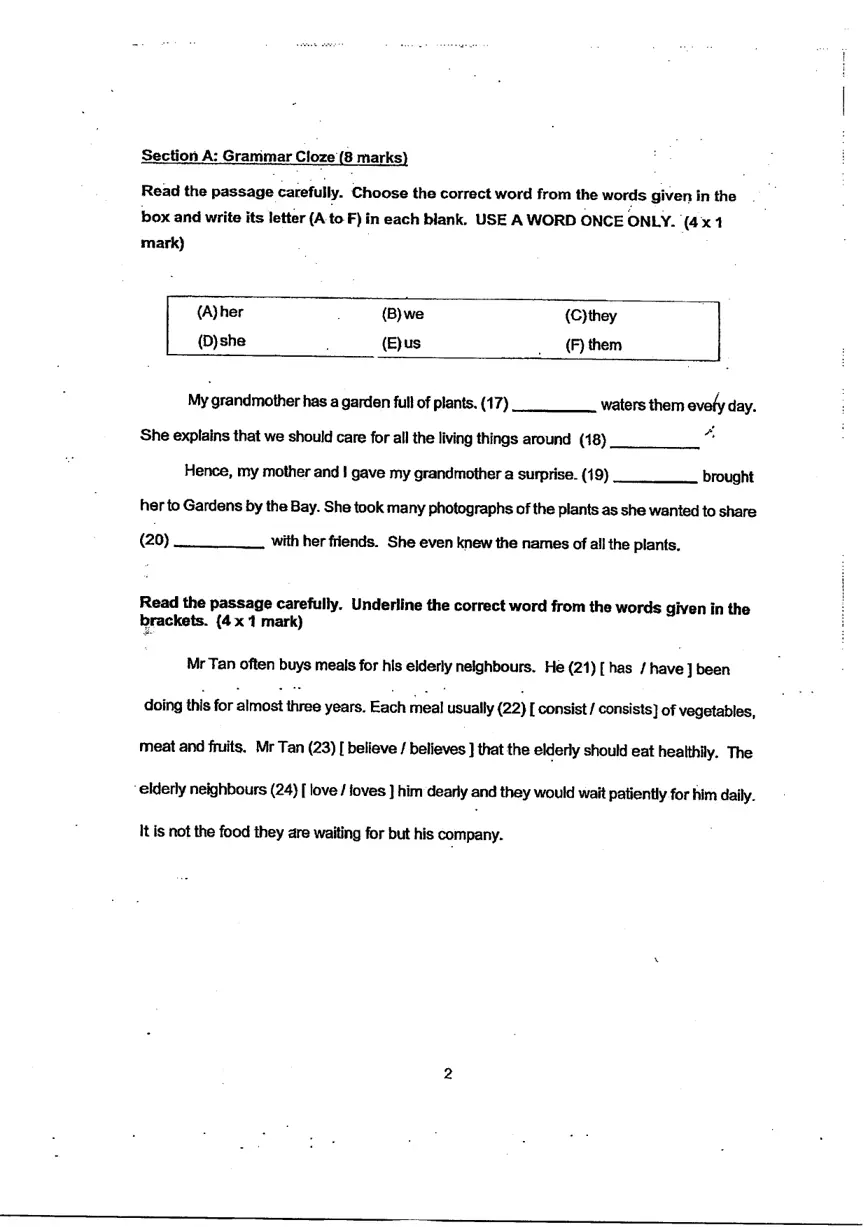 Section A: Grammar Cloze (8 marks)
Read the passage carefully. Choose the correct word from the words given in the
box and write its letter (A to F) in each blank. USE A WORD ONCE ONLY. (4 x 1
mark)
(A) her (B) we (C) they
(D) she (E) us (F) them
My grandmother has a garden full of plants. (17) __________ waters them every day.
She explains that we should care for all the living things around (18) __________
Hence, my mother and I gave my grandmother a surprise. (19) __________ brought
her to Gardens by the Bay. She took many photographs of the plants as she wanted to share
(20) __________ with her friends. She even knew the names of all the plants.
Read the passage carefully. Underline the correct word from the words given in the
brackets. (4 x 1 mark)
Mr Tan often buys meals for his elderly neighbours. He (21) [ has / have ] been
doing this for almost three years. Each meal usually (22) [ consist / consists] of vegetables,
meat and fruits. Mr Tan (23) [ believe / believes ] that the elderly should eat healthily. The
elderly neighbours (24) [ love / loves ] him dearly and they would wait patiently for him daily.
It is not the food they are waiting for but his company.
2